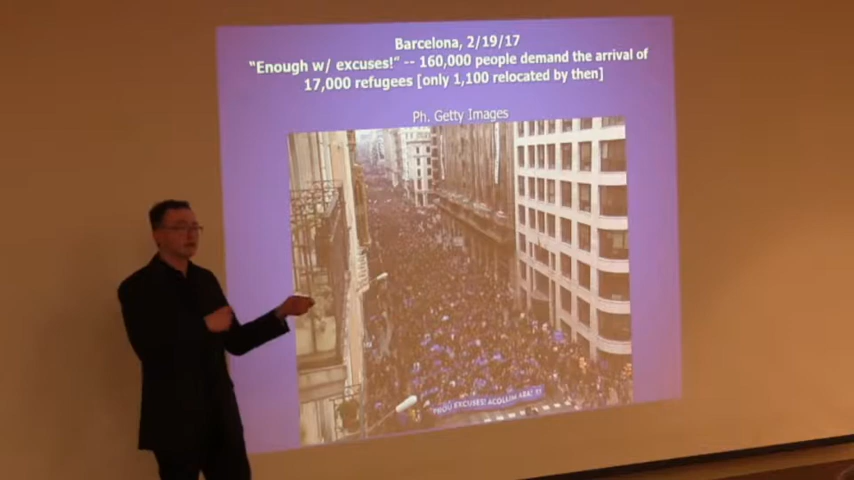 Barcelona, 2/19/17
"Enough w/ excuses!" -- 160,000 people demand the arrival of
17,000 refugees [only 1,100 relocated by then]
Ph. Getty Images
PROU EXCUSES! ACOLLIM ARA!